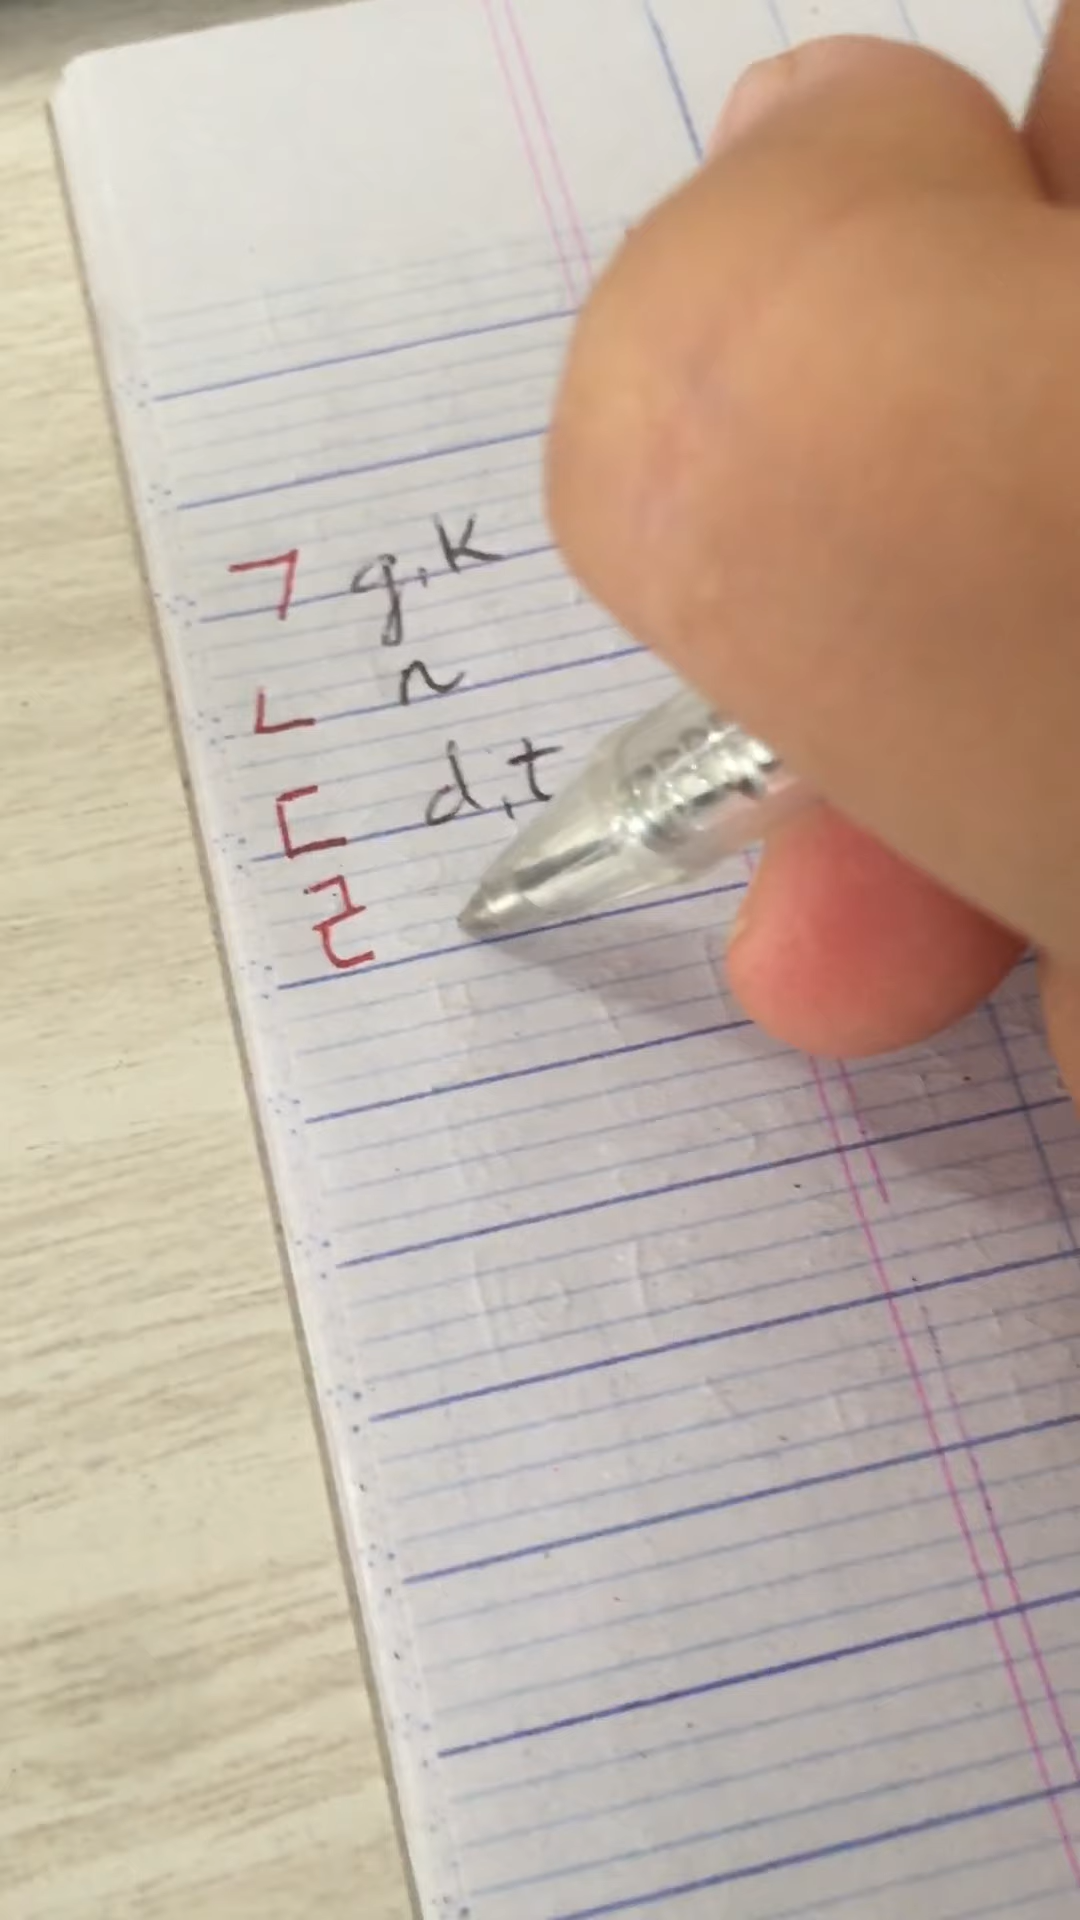 ㄱ g, k
ㄴ n
ㄷ d, t
ㄹ